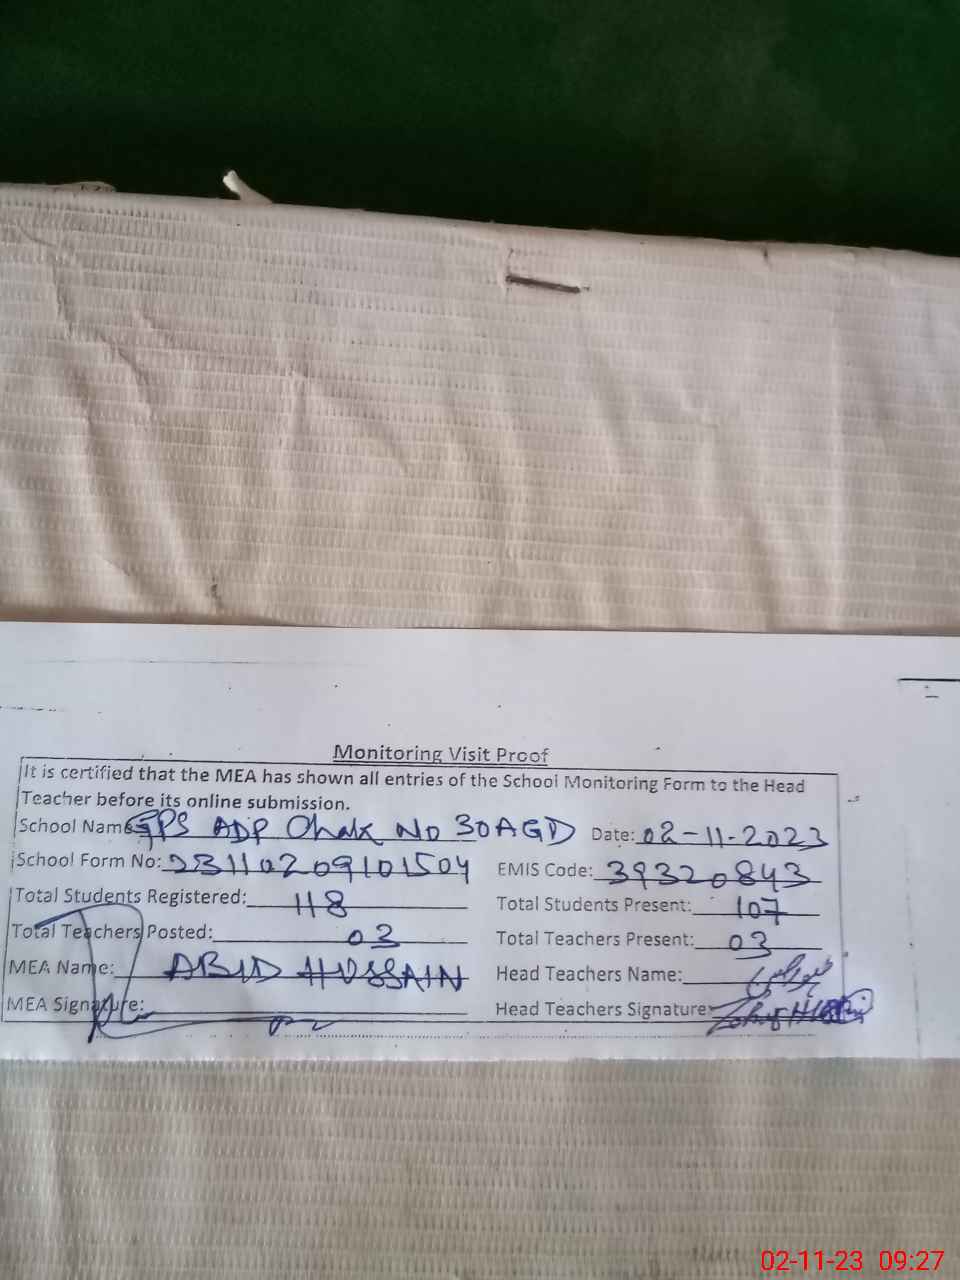 Monitoring Visit Proof
It is certified that the MEA has shown all entries of the School Monitoring Form to the Head
Teacher before its online submission.
School Name GPS ADP Chak No 30AGD Date: 02-11-2023
School Form No: 23110209101504 EMIS Code: 39320843
Total Students Registered: 118 Total Students Present: 107
Total Teachers Posted: 03 Total Teachers Present: 03
MEA Name: ABID HUSSAIN Head Teachers Name:
MEA Signature: Head Teachers Signature:
02-11-23 09:27